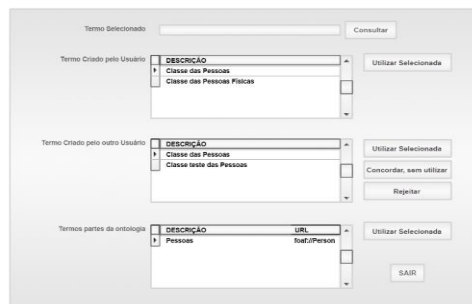 Termo Selecionado Consultar
Termo Criado pelo Usuário DESCRIÇÃO Utilizar Selecionada
Classe das Pessoas
Classe das Pessoas Físicas
Termo Criado pelo outro Usuário DESCRIÇÃO Utilizar Selecionada
Classe das Pessoas
Classe teste das Pessoas Concordar, sem utilizar
Rejeitar
Termos partes da ontologia DESCRIÇÃO URL Utilizar Selecionada
Pessoas foaf://Person
SAIR